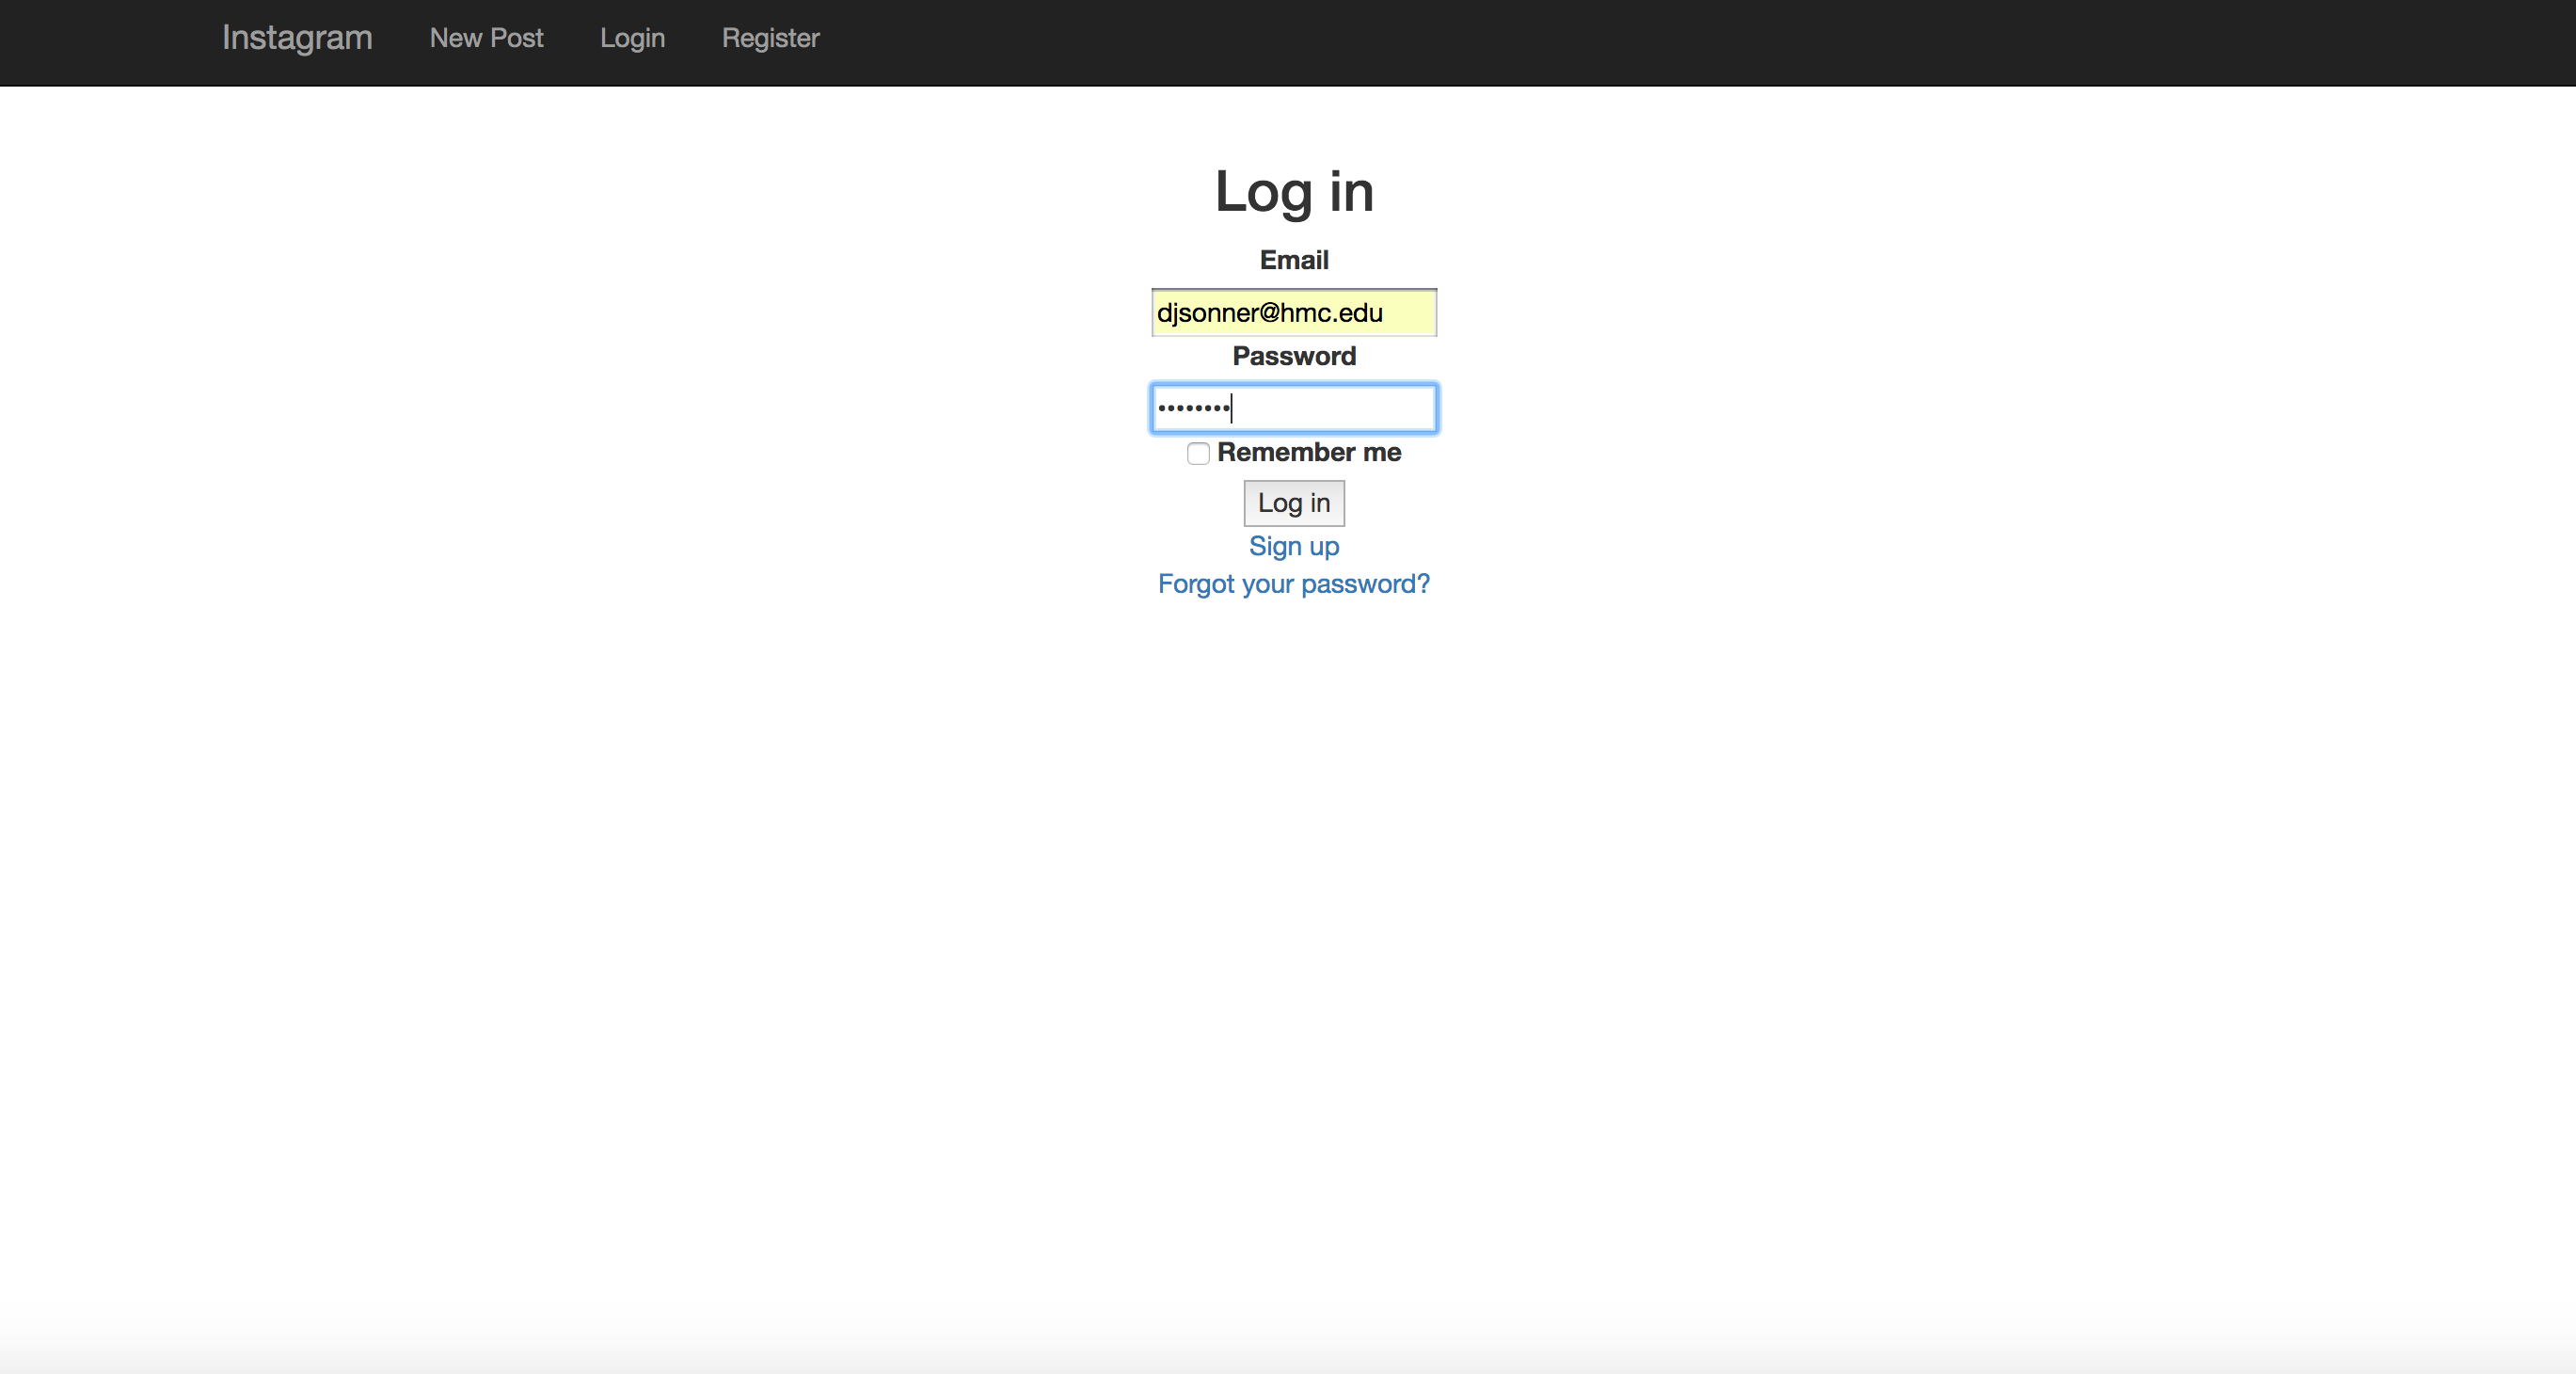 Instagram New Post Login Register
Log in
Email
djsonner@hmc.edu
Password
••••••••
Remember me
Log in
Sign up
Forgot your password?